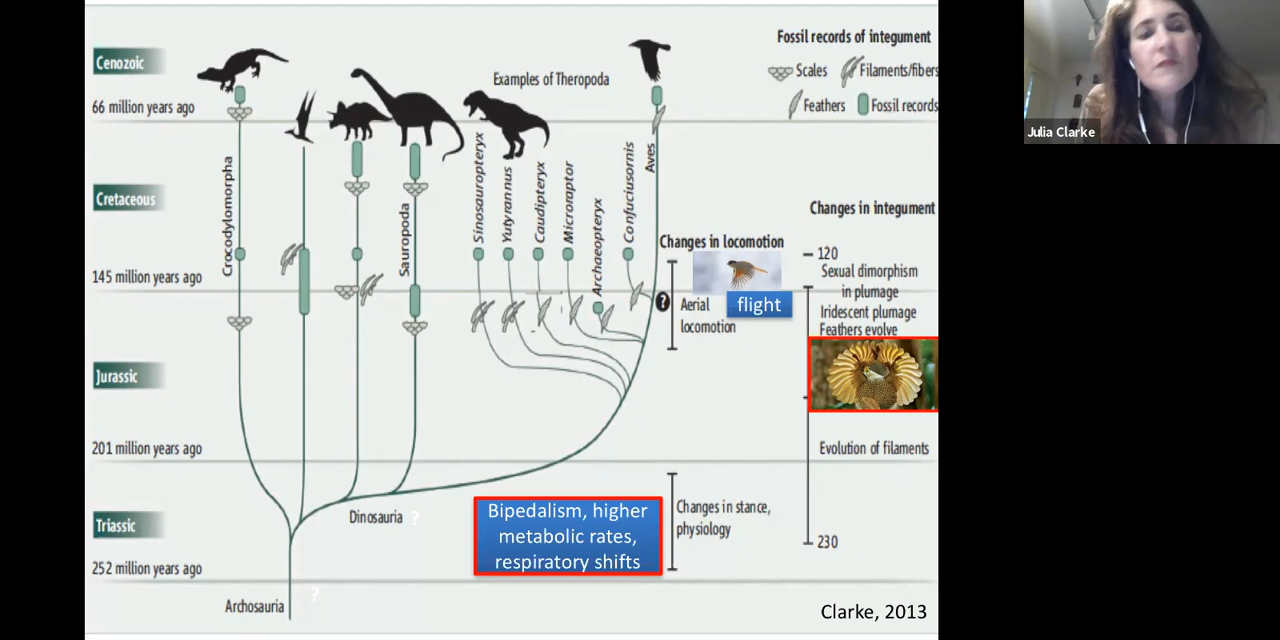 Cenozoic
66 million years ago
Examples of Theropoda
Fossil records of integument
Scales
Filaments/fibers
Feathers
Fossil records
Julia Clarke
Cretaceous
145 million years ago
Crocodylomorpha
Sauropoda
Sinosauropteryx
Yutyrannus
Caudipteryx
Microraptor
Archaeopteryx
Confuciusornis
Aves
Changes in locomotion
?
Aerial
locomotion
flight
Changes in integument
120
Sexual dimorphism
in plumage
Iridescent plumage
Feathers evolve
Evolution of filaments
230
Jurassic
201 million years ago
Triassic
252 million years ago
Dinosauria ?
Archosauria
?
Bipedalism, higher
metabolic rates,
respiratory shifts
Changes in stance,
physiology
Clarke, 2013